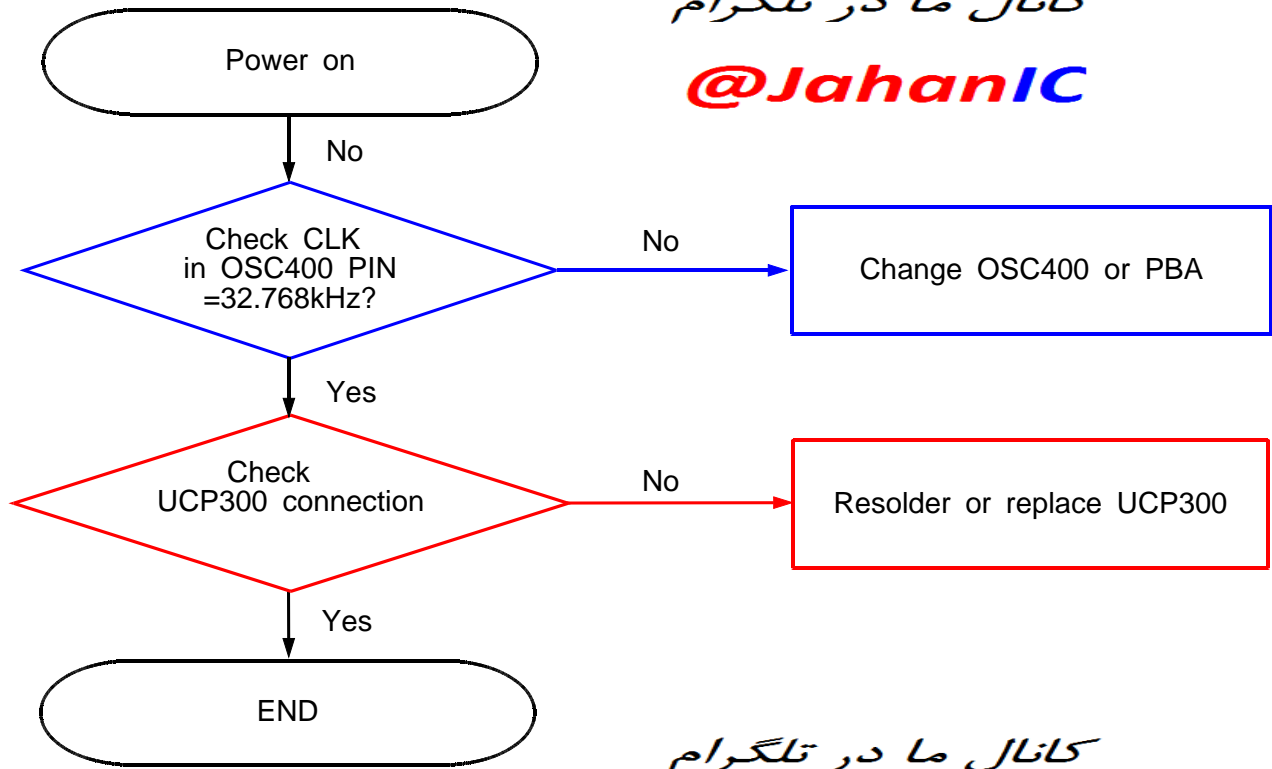 کانال ما در تلگرام
Power on
@JahanIC
No
Check CLK
in OSC400 PIN
=32.768kHz?
No
Change OSC400 or PBA
Yes
Check
UCP300 connection
No
Resolder or replace UCP300
Yes
END
کانال ما در تلگرام